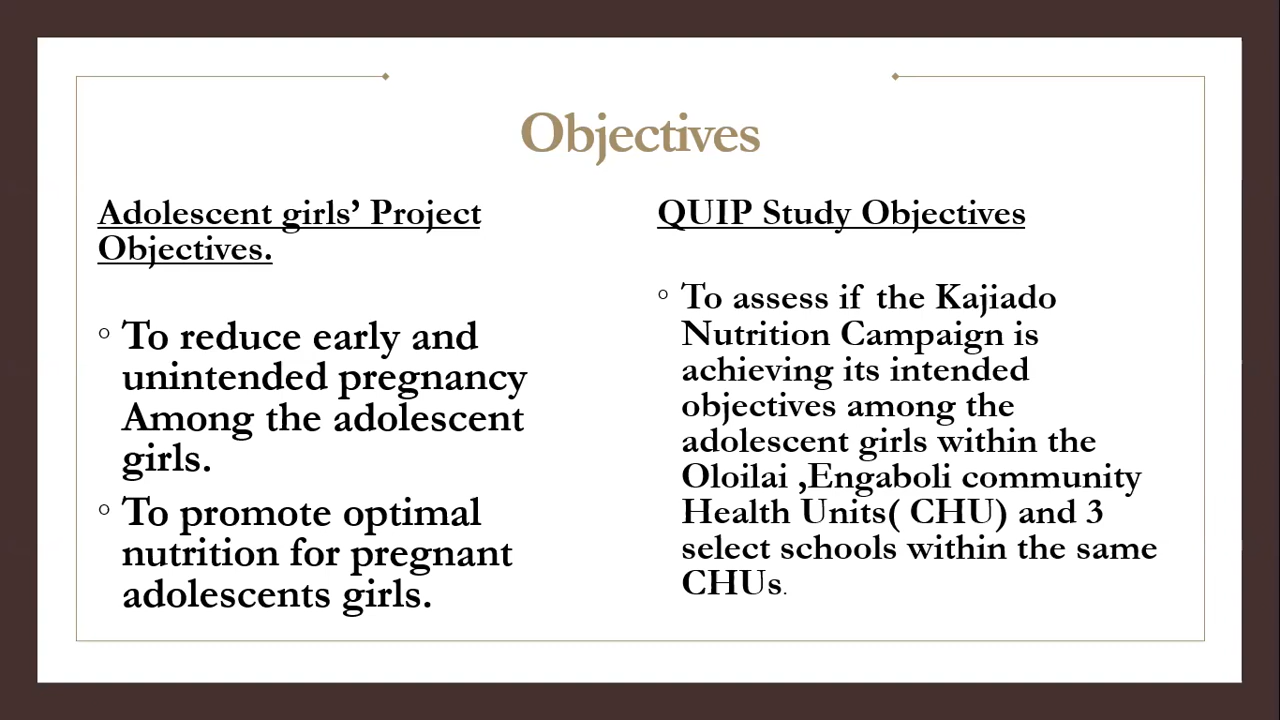 Objectives
Adolescent girls’ Project
Objectives.
◦ To reduce early and
unintended pregnancy
Among the adolescent
girls.
◦ To promote optimal
nutrition for pregnant
adolescents girls.
QUIP Study Objectives
◦ To assess if the Kajiado
Nutrition Campaign is
achieving its intended
objectives among the
adolescent girls within the
Oloilai ,Engaboli community
Health Units( CHU) and 3
select schools within the same
CHUs.